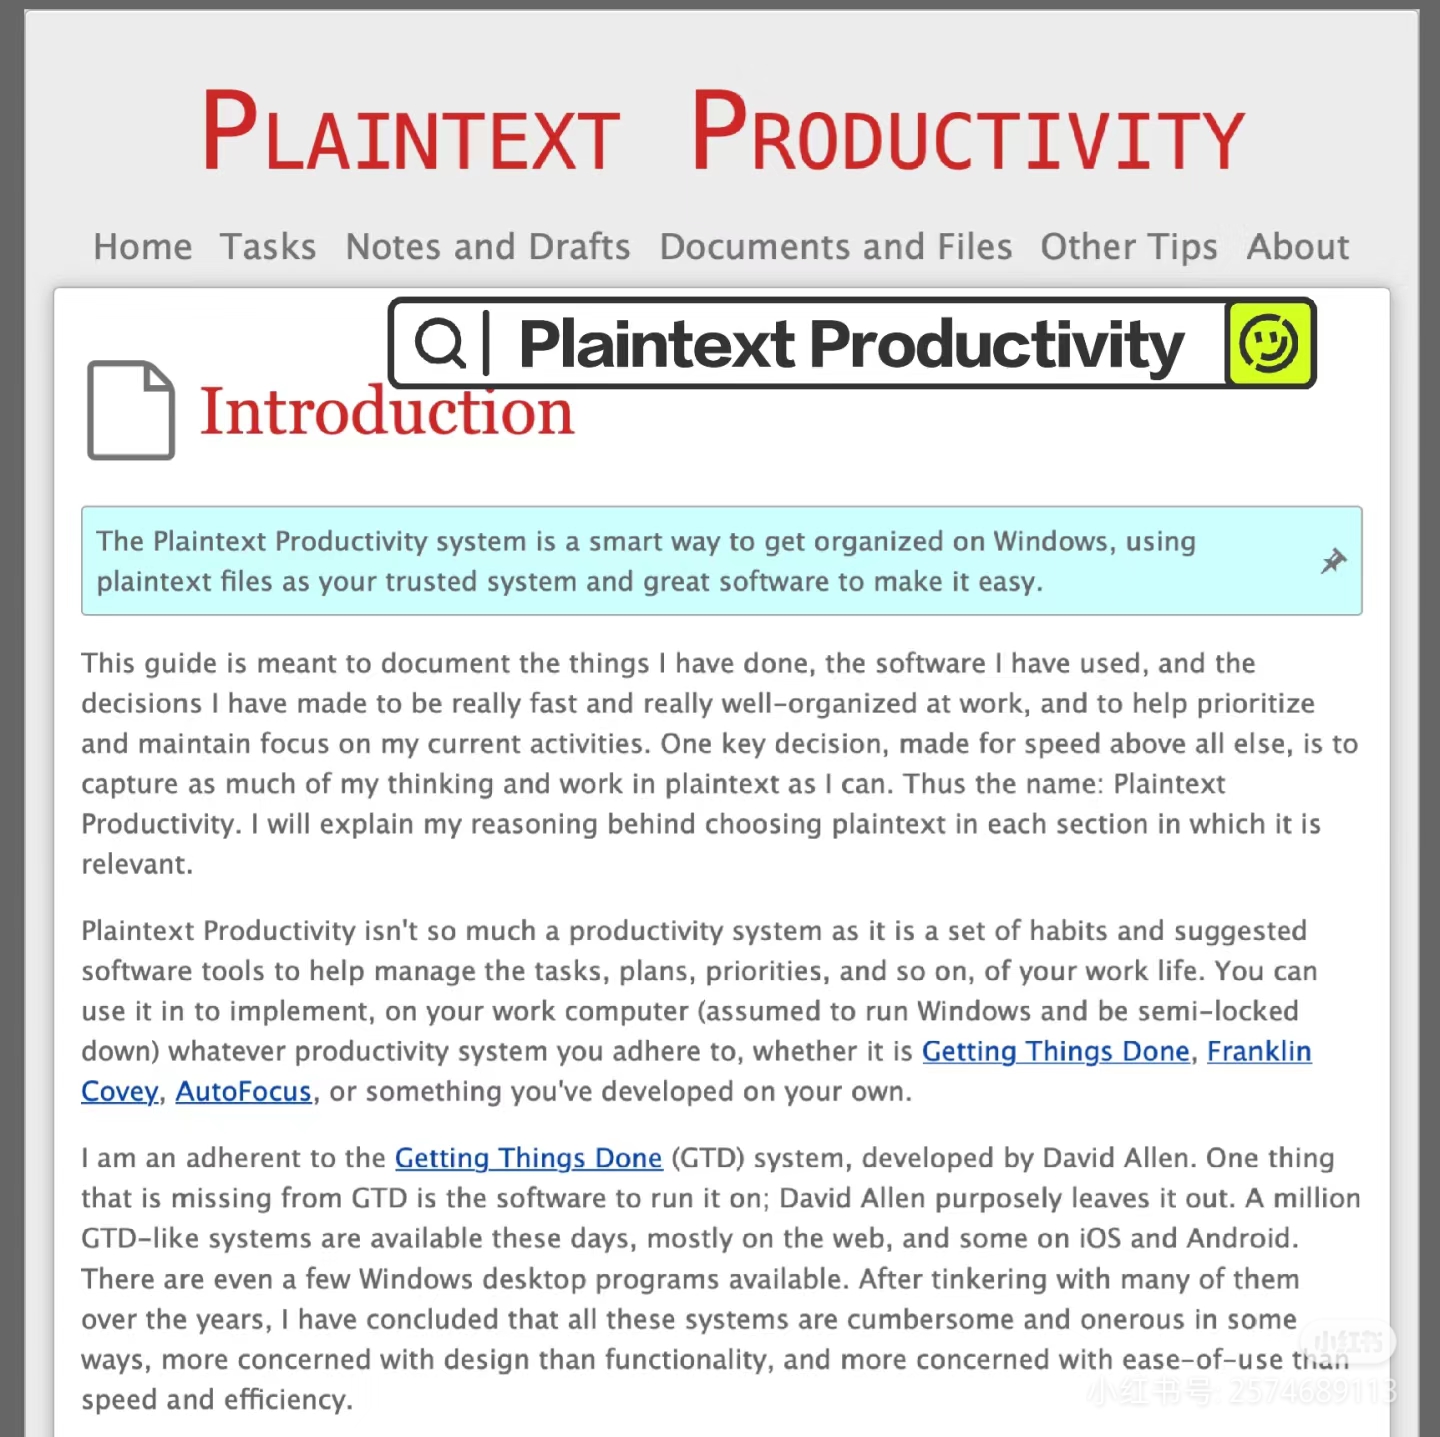 Plaintext Productivity
Home Tasks Notes and Drafts Documents and Files Other Tips About
Plaintext Productivity
Introduction
The Plaintext Productivity system is a smart way to get organized on Windows, using
plaintext files as your trusted system and great software to make it easy.
This guide is meant to document the things I have done, the software I have used, and the
decisions I have made to be really fast and really well-organized at work, and to help prioritize
and maintain focus on my current activities. One key decision, made for speed above all else, is to
capture as much of my thinking and work in plaintext as I can. Thus the name: Plaintext
Productivity. I will explain my reasoning behind choosing plaintext in each section in which it is
relevant.
Plaintext Productivity isn't so much a productivity system as it is a set of habits and suggested
software tools to help manage the tasks, plans, priorities, and so on, of your work life. You can
use it in to implement, on your work computer (assumed to run Windows and be semi-locked
down) whatever productivity system you adhere to, whether it is Getting Things Done, Franklin
Covey, AutoFocus, or something you've developed on your own.
I am an adherent to the Getting Things Done (GTD) system, developed by David Allen. One thing
that is missing from GTD is the software to run it on; David Allen purposely leaves it out. A million
GTD-like systems are available these days, mostly on the web, and some on iOS and Android.
There are even a few Windows desktop programs available. After tinkering with many of them
over the years, I have concluded that all these systems are cumbersome and onerous in some
ways, more concerned with design than functionality, and more concerned with ease-of-use than
speed and efficiency.
小红书
小红书号: 2574689113